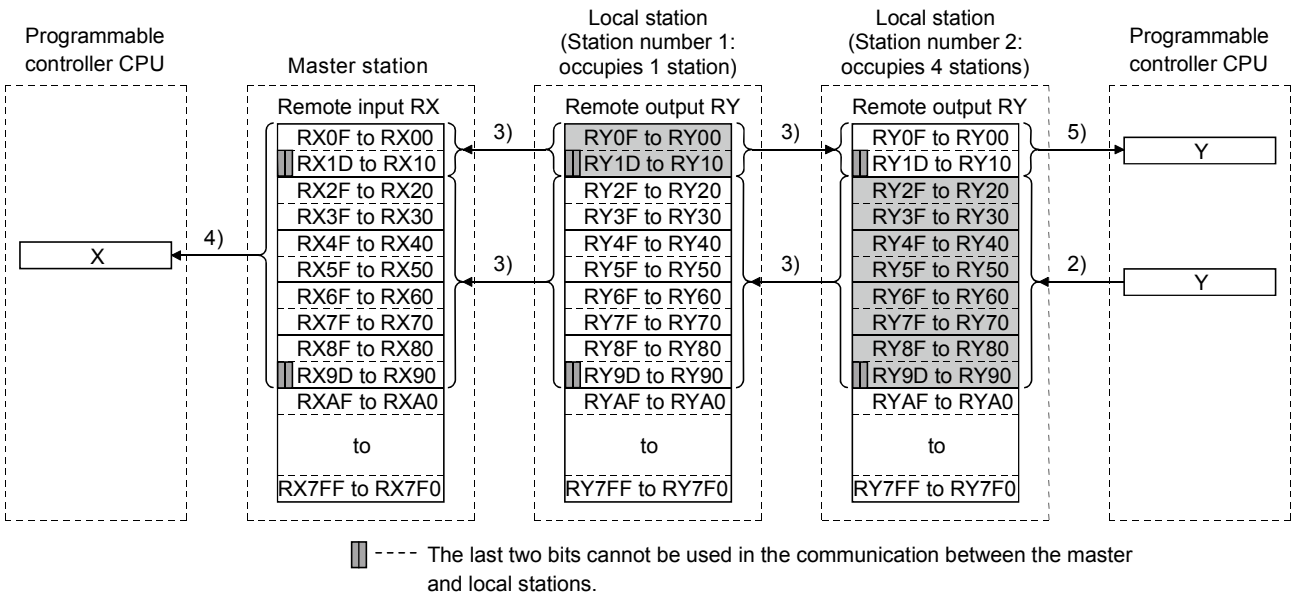 Programmable
controller CPU
Master station
Local station
(Station number 1:
occupies 1 station)
Local station
(Station number 2:
occupies 4 stations)
Programmable
controller CPU
Remote input RX
Remote output RY
Remote output RY
RX0F to RX00
3)
RY0F to RY00
3)
RY0F to RY00
5)
RX1D to RX10
RY1D to RY10
RY1D to RY10
Y
RX2F to RX20
RY2F to RY20
RY2F to RY20
RX3F to RX30
RY3F to RY30
RY3F to RY30
X
4)
RX4F to RX40
RY4F to RY40
RY4F to RY40
RX5F to RX50
3)
RY5F to RY50
3)
RY5F to RY50
2)
Y
RX6F to RX60
RY6F to RY60
RY6F to RY60
RX7F to RX70
RY7F to RY70
RY7F to RY70
RX8F to RX80
RY8F to RY80
RY8F to RY80
RX9D to RX90
RY9D to RY90
RY9D to RY90
RXAF to RXA0
RYAF to RYA0
RYAF to RYA0
to
to
to
RX7FF to RX7F0
RY7FF to RY7F0
RY7FF to RY7F0
---- The last two bits cannot be used in the communication between the master
and local stations.